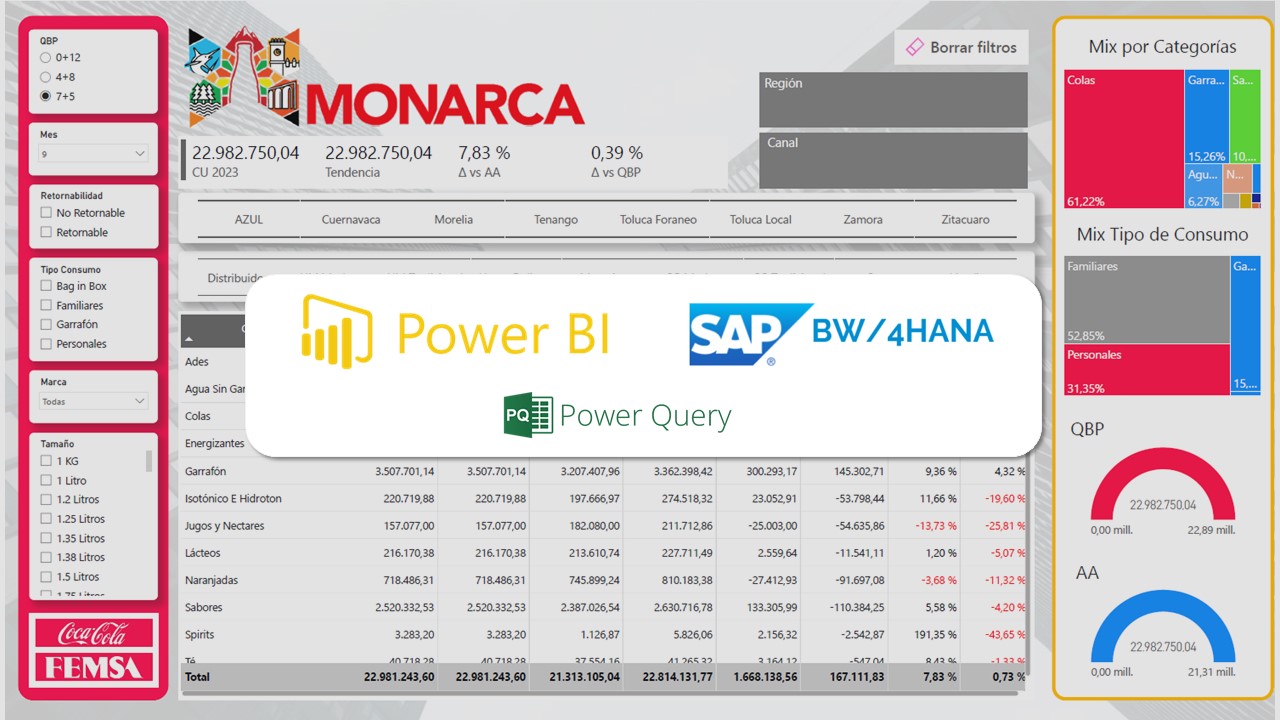 QBP
0+12
4+8
7+5
Mes
9
Retornabilidad
No Retornable
Retornable
Tipo Consumo
Bag in Box
Familiares
Garrafón
Personales
Marca
Todas
Tamaño
1 KG
1 Litro
1.2 Litros
1.25 Litros
1.35 Litros
1.38 Litros
1.5 Litros
1.75 Litros
Coca-Cola
FEMSA
MONARCA
Borrar filtros
Región
Canal
22.982.750,04 22.982.750,04 7,83 % 0,39 %
CU 2023 Tendencia Δ vs AA Δ vs QBP
AZUL Cuernavaca Morelia Tenango Toluca Foraneo Toluca Local Zamora Zitacuaro
Power BI
SAP® BW/4HANA
PQ Power Query
Ades
Agua Sin Gar
Colas
Energizantes
Garrafón 3.507.701,14 3.507.701,14 3.207.407,96 3.362.398,42 300.293,17 145.302,71 9,36 % 4,32 %
Isotónico E Hidroton 220.719,88 220.719,88 197.666,97 274.518,32 23.052,91 -53.798,44 11,66 % -19,60 %
Jugos y Nectares 157.077,00 157.077,00 182.080,00 211.712,86 -25.003,00 -54.635,86 -13,73 % -25,81 %
Lácteos 216.170,38 216.170,38 213.610,74 227.711,49 2.559,64 -11.541,11 1,20 % -5,07 %
Naranjadas 718.486,31 718.486,31 745.899,24 810.183,38 -27.412,93 -91.697,08 -3,68 % -11,32 %
Sabores 2.520.332,53 2.520.332,53 2.387.026,54 2.630.716,78 133.305,99 -110.384,25 5,58 % -4,20 %
Spirits 3.283,20 3.283,20 1.126,87 5.826,06 2.156,32 -2.542,87 191,35 % -43,65 %
Té 40.718,28 40.718,28 37.554,16 41.265,32 3.164,12 -547,04 8,43 % -1,33 %
Total 22.981.243,60 22.981.243,60 21.313.105,04 22.814.131,77 1.668.138,56 167.111,83 7,83 % 0,73 %
Mix por Categorías
Colas Garra... Sa...
15,26% 10,...
Agu... N...
61,22% 6,27%
Mix Tipo de Consumo
Familiares Ga...
52,85%
Personales
31,35% 15,...
QBP
22.982.750.04
0,00 mill. 22,89 mill.
AA
22.982.750.04
0,00 mill. 21,31 mill.